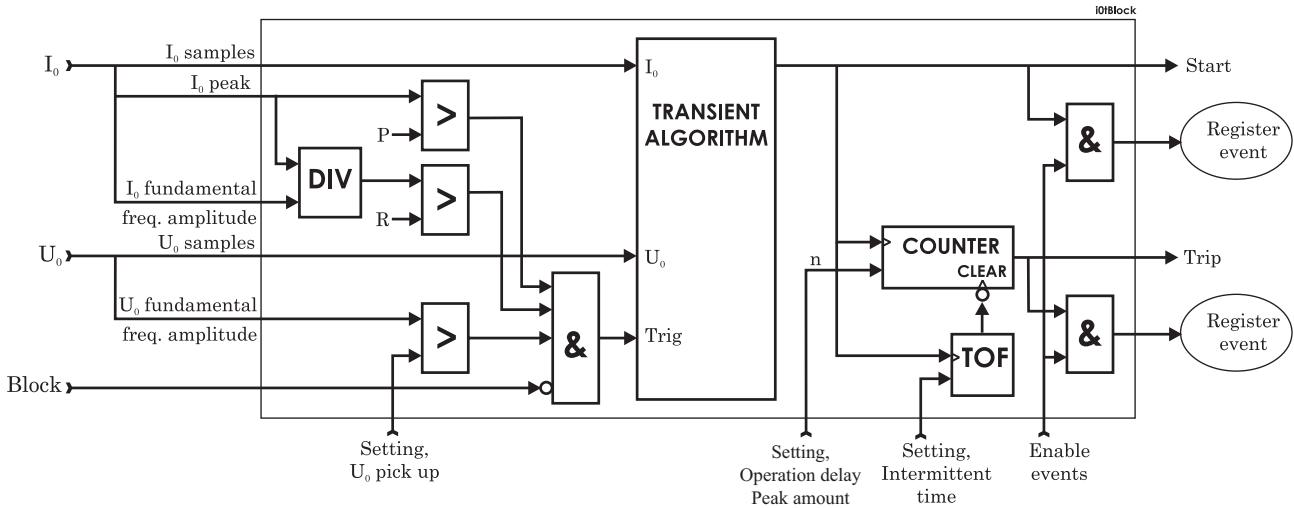 i0tBlock
I₀
I₀ samples
I₀ peak
I₀ fundamental
freq. amplitude
U₀
U₀ samples
U₀ fundamental
freq. amplitude
Block
>
P
DIV
>
R
>
&
I₀
TRANSIENT
ALGORITHM
U₀
Trig
n
COUNTER
CLEAR
TOF
&
&
Start
Register
event
Trip
Register
event
Setting,
U₀ pick up
Setting,
Operation delay
Peak amount
Setting,
Intermittent
time
Enable
events